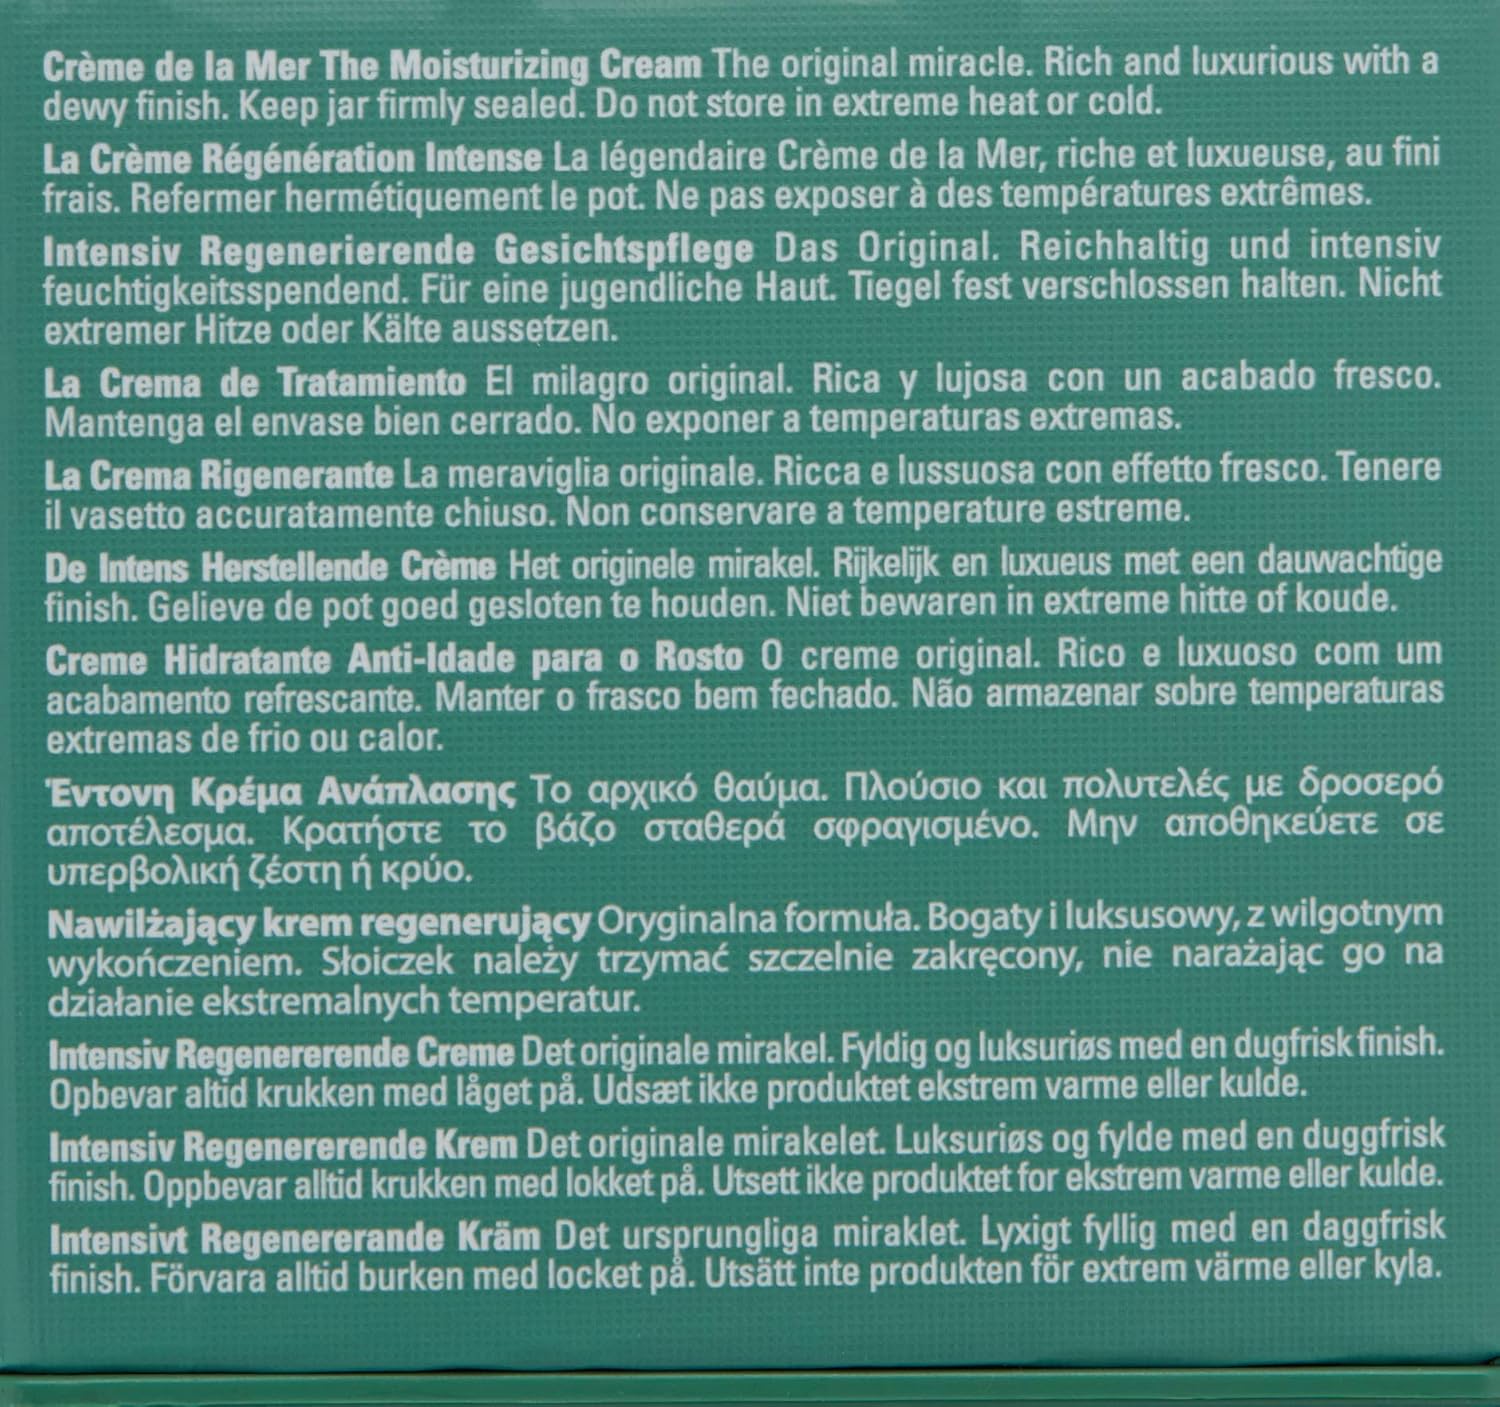 Crème de la Mer The Moisturizing Cream The original miracle. Rich and luxurious with a
dewy finish. Keep jar firmly sealed. Do not store in extreme heat or cold.
La Crème Régénération Intense La légendaire Crème de la Mer, riche et luxueuse, au fini
frais. Refermer hermétiquement le pot. Ne pas exposer à des températures extrêmes.
Intensiv Regenerierende Gesichtspflege Das Original. Reichhaltig und intensiv
feuchtigkeitsspendend. Für eine jugendliche Haut. Tiegel fest verschlossen halten. Nicht
extremer Hitze oder Kälte aussetzen.
La Crema de Tratamiento El milagro original. Rica y lujosa con un acabado fresco.
Mantenga el envase bien cerrado. No exponer a temperaturas extremas.
La Crema Rigenerante La meraviglia originale. Ricca e lussuosa con effetto fresco. Tenere
il vasetto accuratamente chiuso. Non conservare a temperature estreme.
De Intens Herstellende Crème Het originele mirakel. Rijkelijk en luxueus met een dauwachtige
finish. Gelieve de pot goed gesloten te houden. Niet bewaren in extreme hitte of koude.
Creme Hidratante Anti-Idade para o Rosto O creme original. Rico e luxuoso com um
acabamento refrescante. Manter o frasco bem fechado. Não armazenar sobre temperaturas
extremas de frio ou calor.
Έντονη Κρέμα Ανάπλασης Το αρχικό θαύμα. Πλούσιο και πολυτελές με δροσερό
αποτέλεσμα. Κρατήστε το βάζο σταθερά σφραγισμένο. Μην αποθηκεύετε σε
υπερβολική ζέστη ή κρύο.
Nawilżający krem regenerujący Oryginalna formuła. Bogaty i luksusowy, z wilgotnym
wykończeniem. Słoiczek należy trzymać szczelnie zakręcony, nie narażając go na
działanie ekstremalnych temperatur.
Intensiv Regenererende Creme Det originale mirakel. Fyldig og luksuriøs med en dugfrisk finish.
Opbevar altid krukken med låget på. Udsæt ikke produktet ekstrem varme eller kulde.
Intensiv Regenererende Krem Det originale mirakelet. Luksuriøs og fylde med en duggfrisk
finish. Oppbevar alltid krukken med lokket på. Utsett ikke produktet for ekstrem varme eller kulde.
Intensivt Regenererande Kräm Det ursprungliga miraklet. Lyxigt fyllig med en daggfrisk
finish. Förvara alltid burken med locket på. Utsätt inte produkten för extrem värme eller kyla.